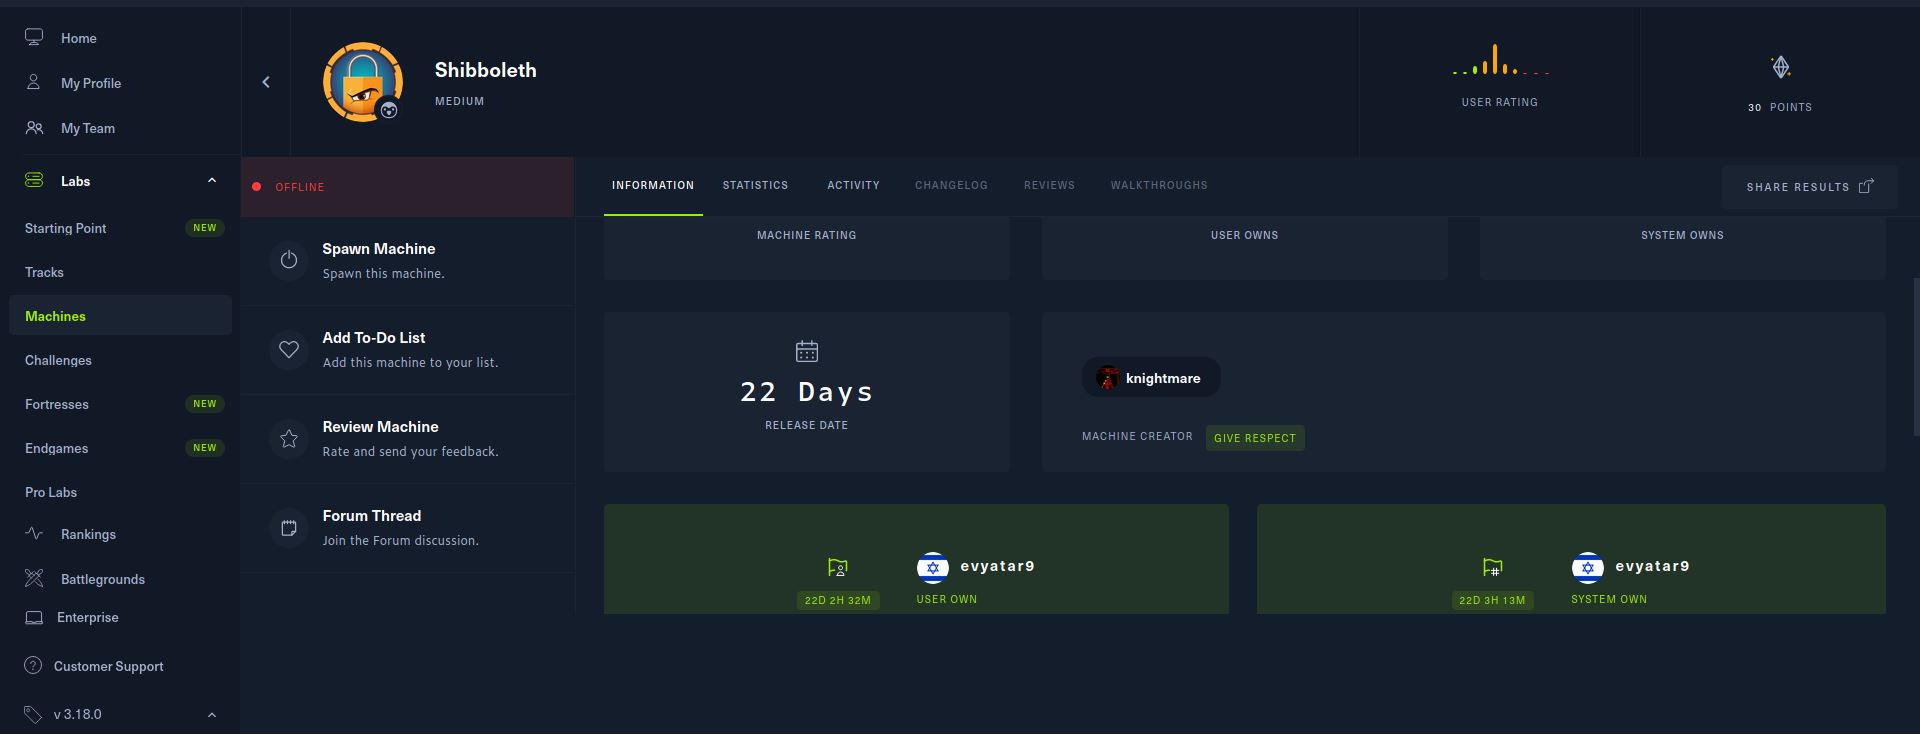 Home
My Profile
My Team
Labs
Starting Point NEW
Tracks
Machines
Challenges
Fortresses NEW
Endgames NEW
Pro Labs
Rankings
Battlegrounds
Enterprise
Customer Support
v 3.18.0
Shibboleth
MEDIUM
USER RATING
30 POINTS
OFFLINE
Spawn Machine
Spawn this machine.
Add To-Do List
Add this machine to your list.
Review Machine
Rate and send your feedback.
Forum Thread
Join the Forum discussion.
INFORMATION STATISTICS ACTIVITY CHANGELOG REVIEWS WALKTHROUGHS
SHARE RESULTS
MACHINE RATING
USER OWNS
SYSTEM OWNS
22 Days
RELEASE DATE
knightmare
MACHINE CREATOR GIVE RESPECT
evyatar9
22D 2H 32M USER OWN
evyatar9
22D 3H 13M SYSTEM OWN